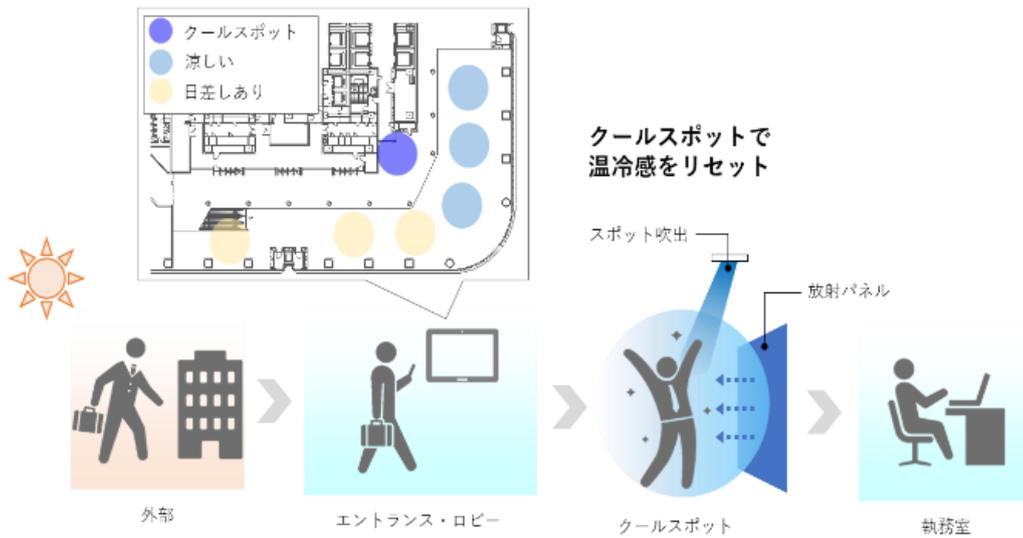 クールスポット
涼しい
日差しあり
クールスポットで
温冷感をリセット
スポット吹出
放射パネル
外部
エントランス・ロビー
クールスポット
執務室